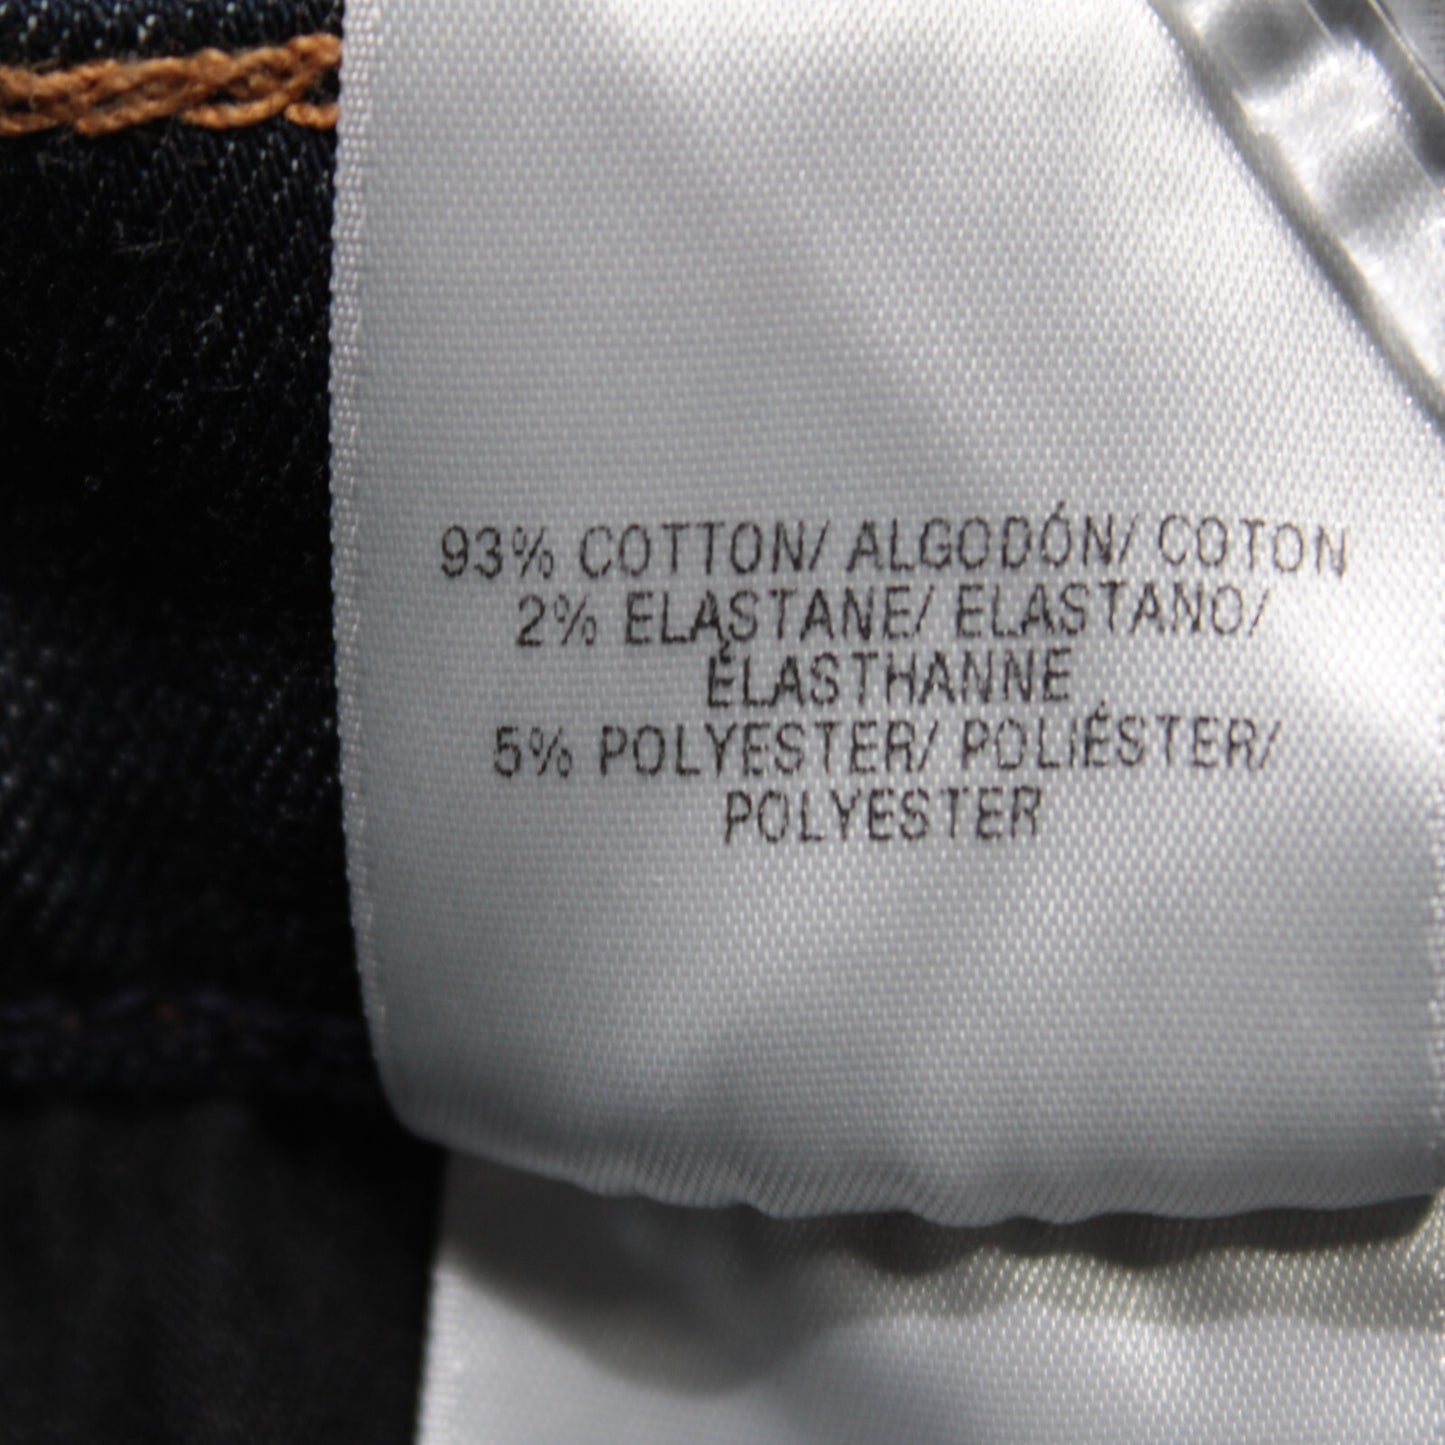 93% COTTON/ ALGODÓN/ COTON
2% ELASTANE/ ELASTANO/
ÉLASTHANNE
5% POLYESTER/ POLIÉSTER/
POLYESTER